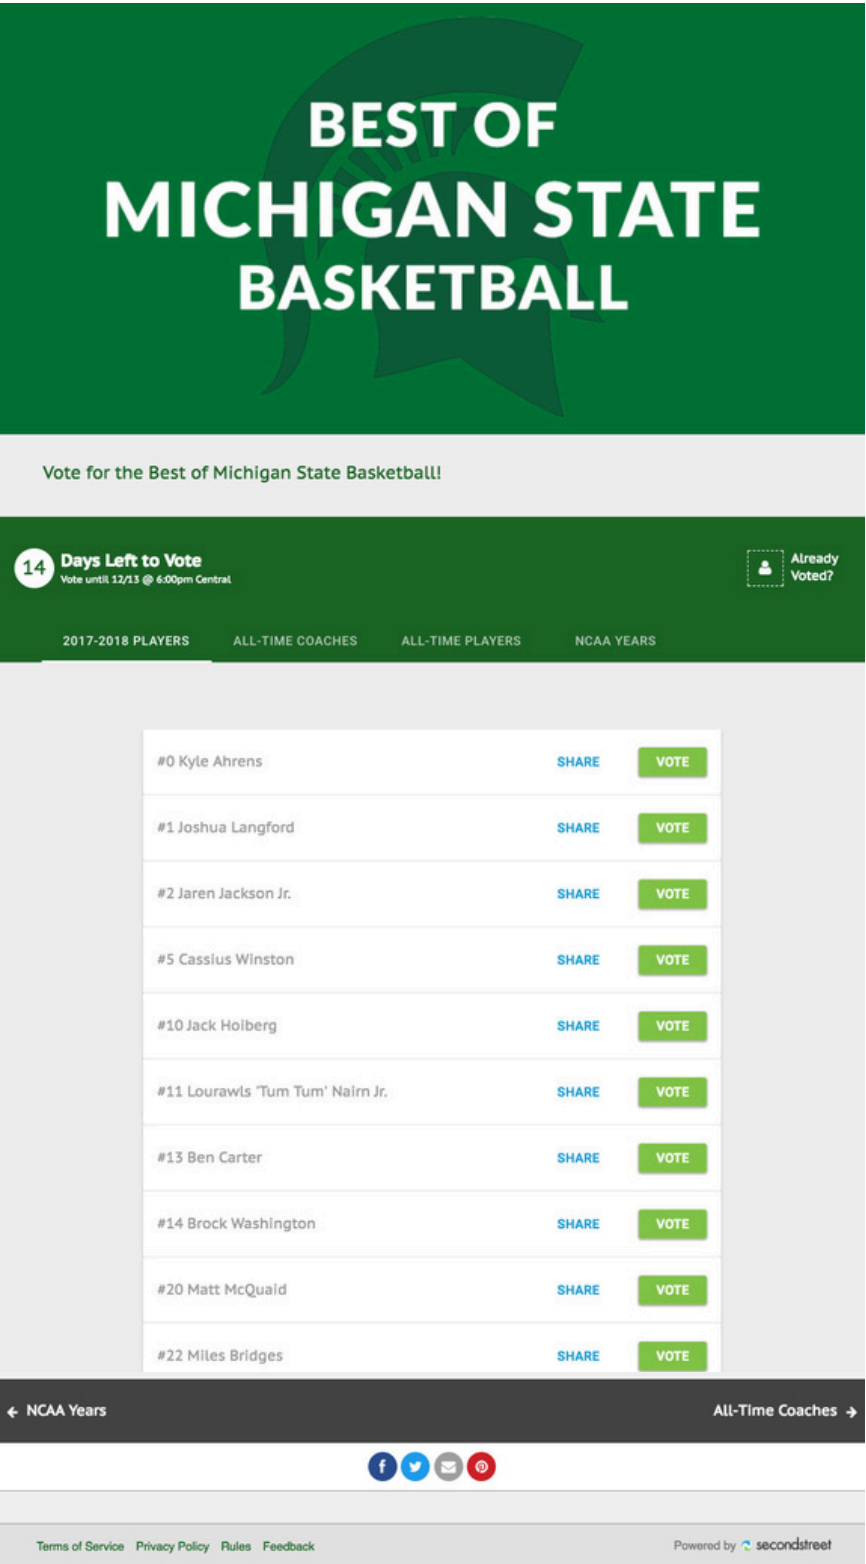 BEST OF
MICHIGAN STATE
BASKETBALL
Vote for the Best of Michigan State Basketball!
14 Days Left to Vote
Vote until 12/13 @ 6:00pm Central
Already
Voted?
2017-2018 PLAYERS ALL-TIME COACHES ALL-TIME PLAYERS NCAA YEARS
#0 Kyle Ahrens SHARE VOTE
#1 Joshua Langford SHARE VOTE
#2 Jaren Jackson Jr. SHARE VOTE
#5 Cassius Winston SHARE VOTE
#10 Jack Hoiberg SHARE VOTE
#11 Lourawls 'Tum Tum' Nairn Jr. SHARE VOTE
#13 Ben Carter SHARE VOTE
#14 Brock Washington SHARE VOTE
#20 Matt McQuaid SHARE VOTE
#22 Miles Bridges SHARE VOTE
← NCAA Years All-Time Coaches →
Terms of Service Privacy Policy Rules Feedback Powered by secondstreet